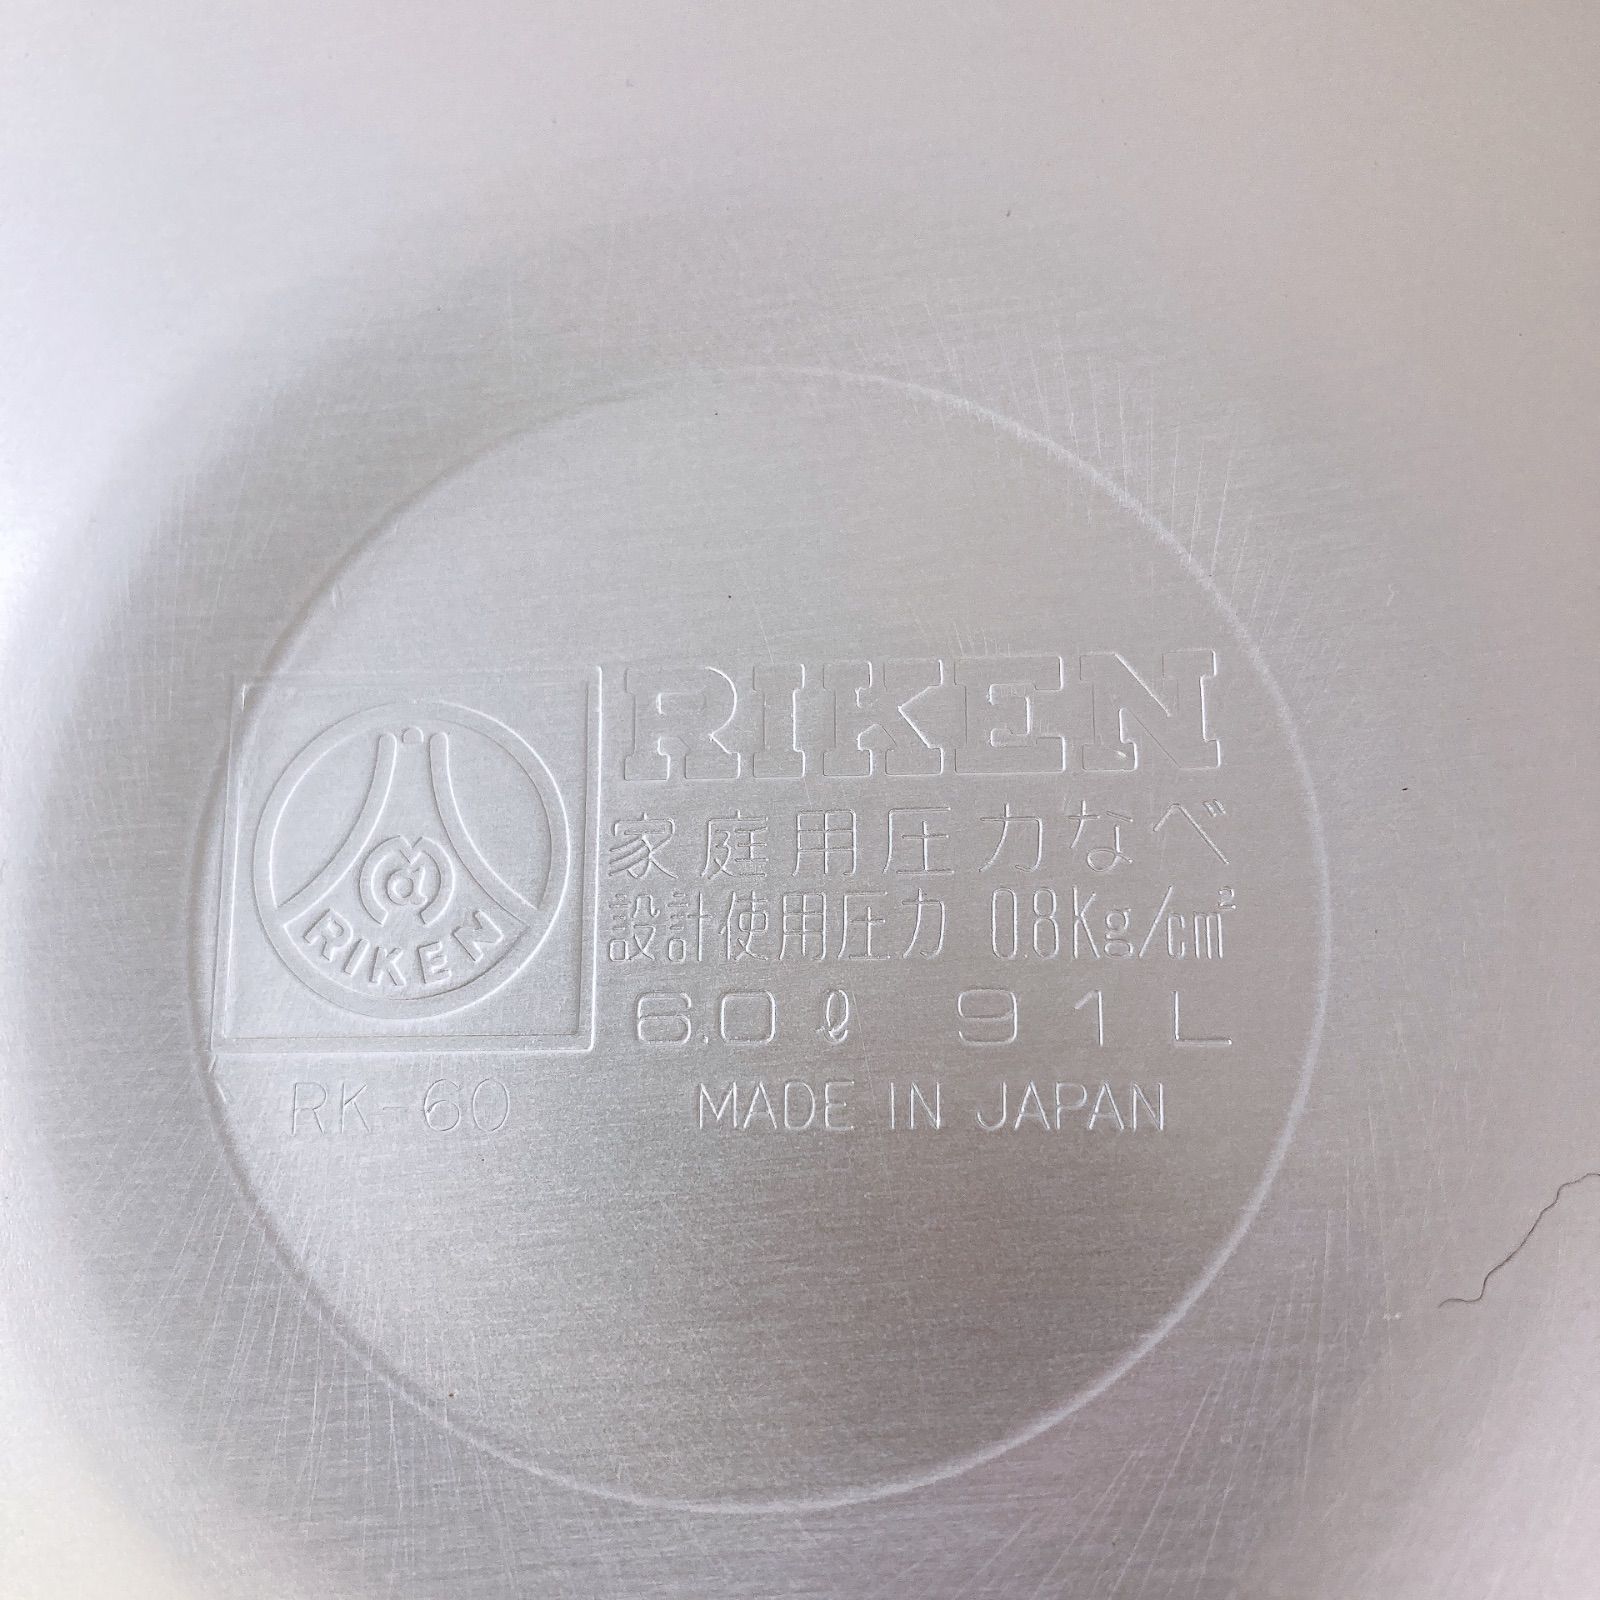 RIKEN
家庭用圧力なべ
設計使用圧力 0.8Kg/cm²
6.0ℓ 91L
RIKEN
RK-60 MADE IN JAPAN